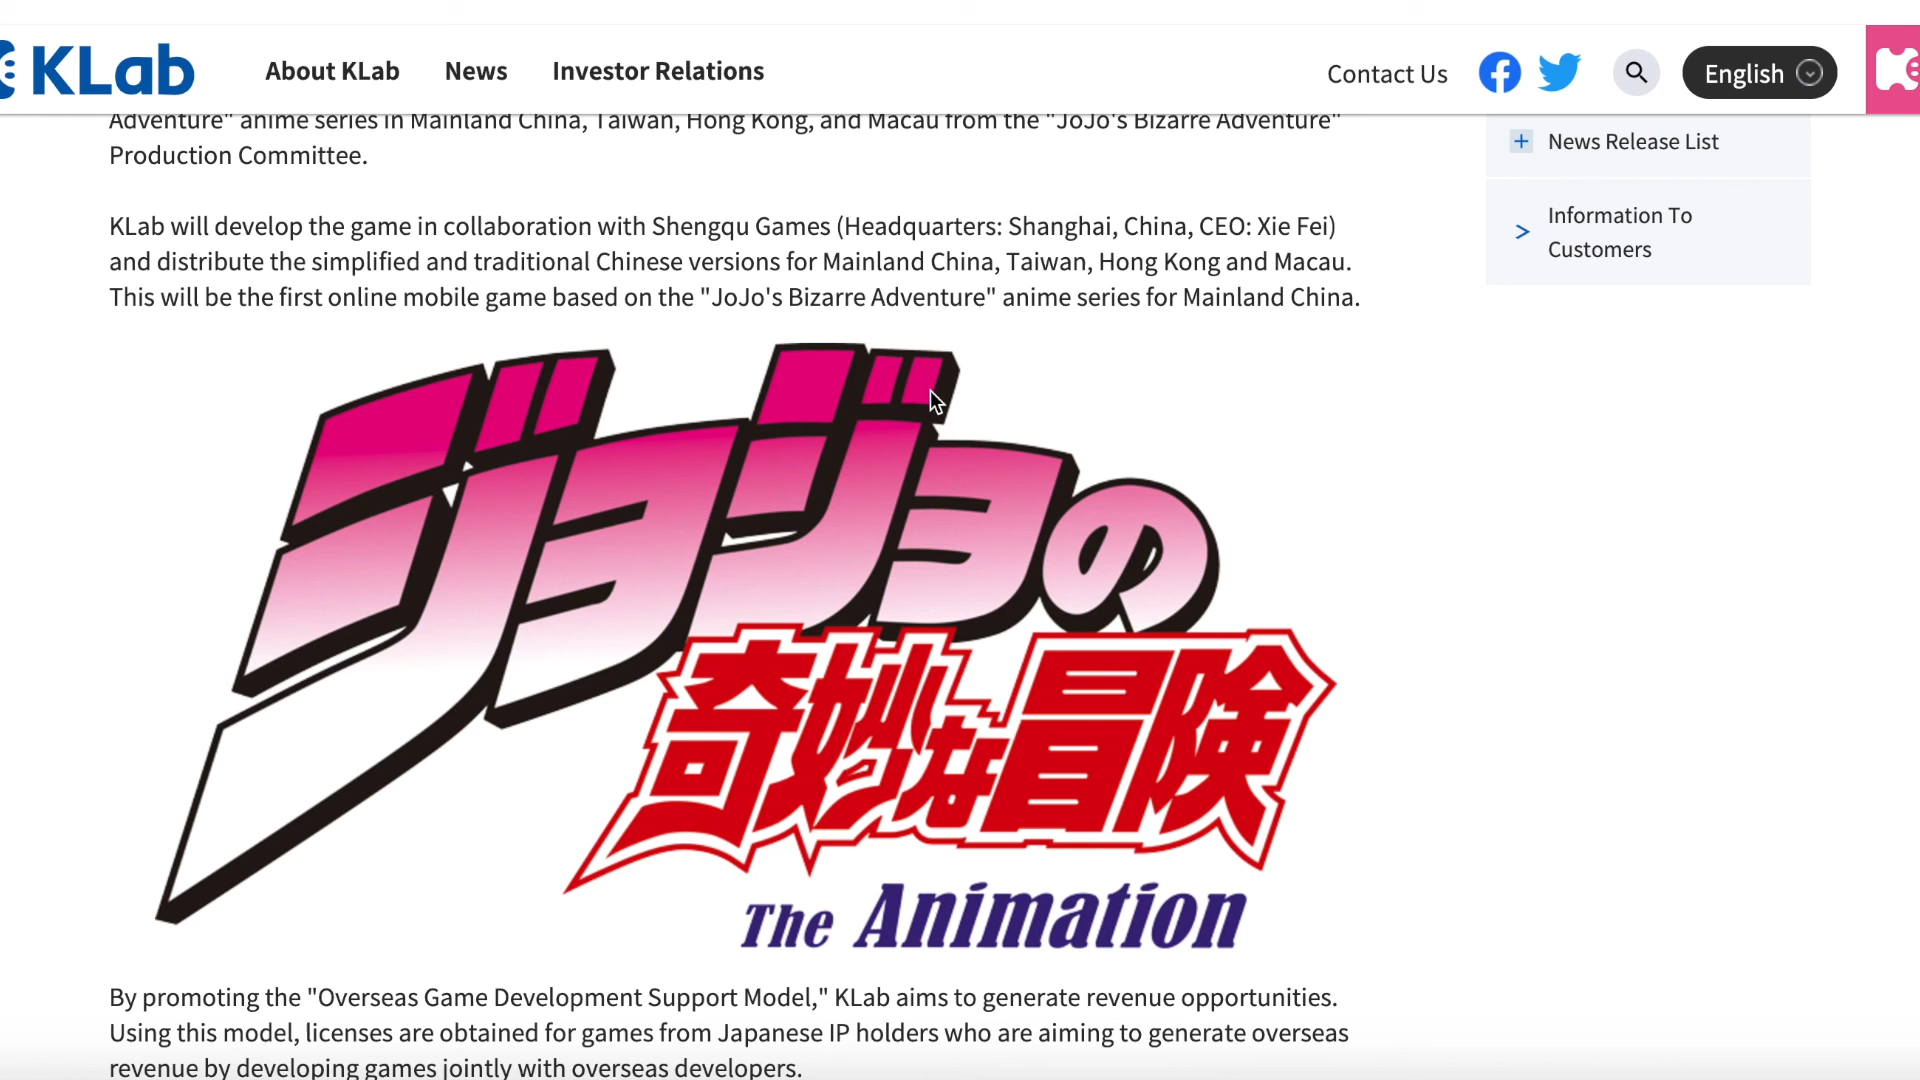 KLab
About KLab
News
Investor Relations
Contact Us
English
Adventure" anime series in Mainland China, Taiwan, Hong Kong, and Macau from the "JoJo's Bizarre Adventure"
Production Committee.
KLab will develop the game in collaboration with Shengqu Games (Headquarters: Shanghai, China, CEO: Xie Fei)
and distribute the simplified and traditional Chinese versions for Mainland China, Taiwan, Hong Kong and Macau.
This will be the first online mobile game based on the "JoJo's Bizarre Adventure" anime series for Mainland China.
ジョジョの
奇妙な冒険
The Animation
By promoting the "Overseas Game Development Support Model," KLab aims to generate revenue opportunities.
Using this model, licenses are obtained for games from Japanese IP holders who are aiming to generate overseas
revenue by developing games jointly with overseas developers.
News Release List
Information To
Customers